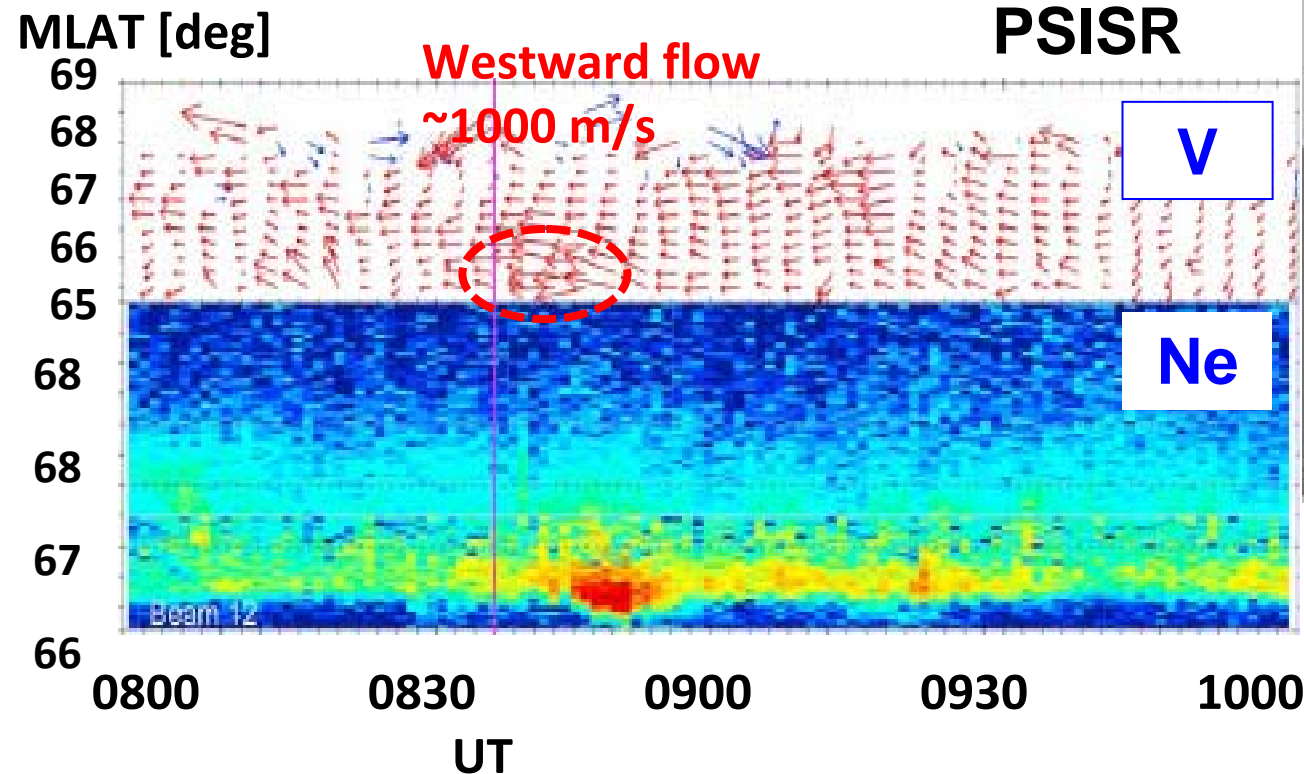 MLAT [deg]
PSISR
Westward flow
~1000 m/s
69
68
67
66
65
V
68
68
67
66
Ne
Beam 12
0800 0830 0900 0930 1000
UT